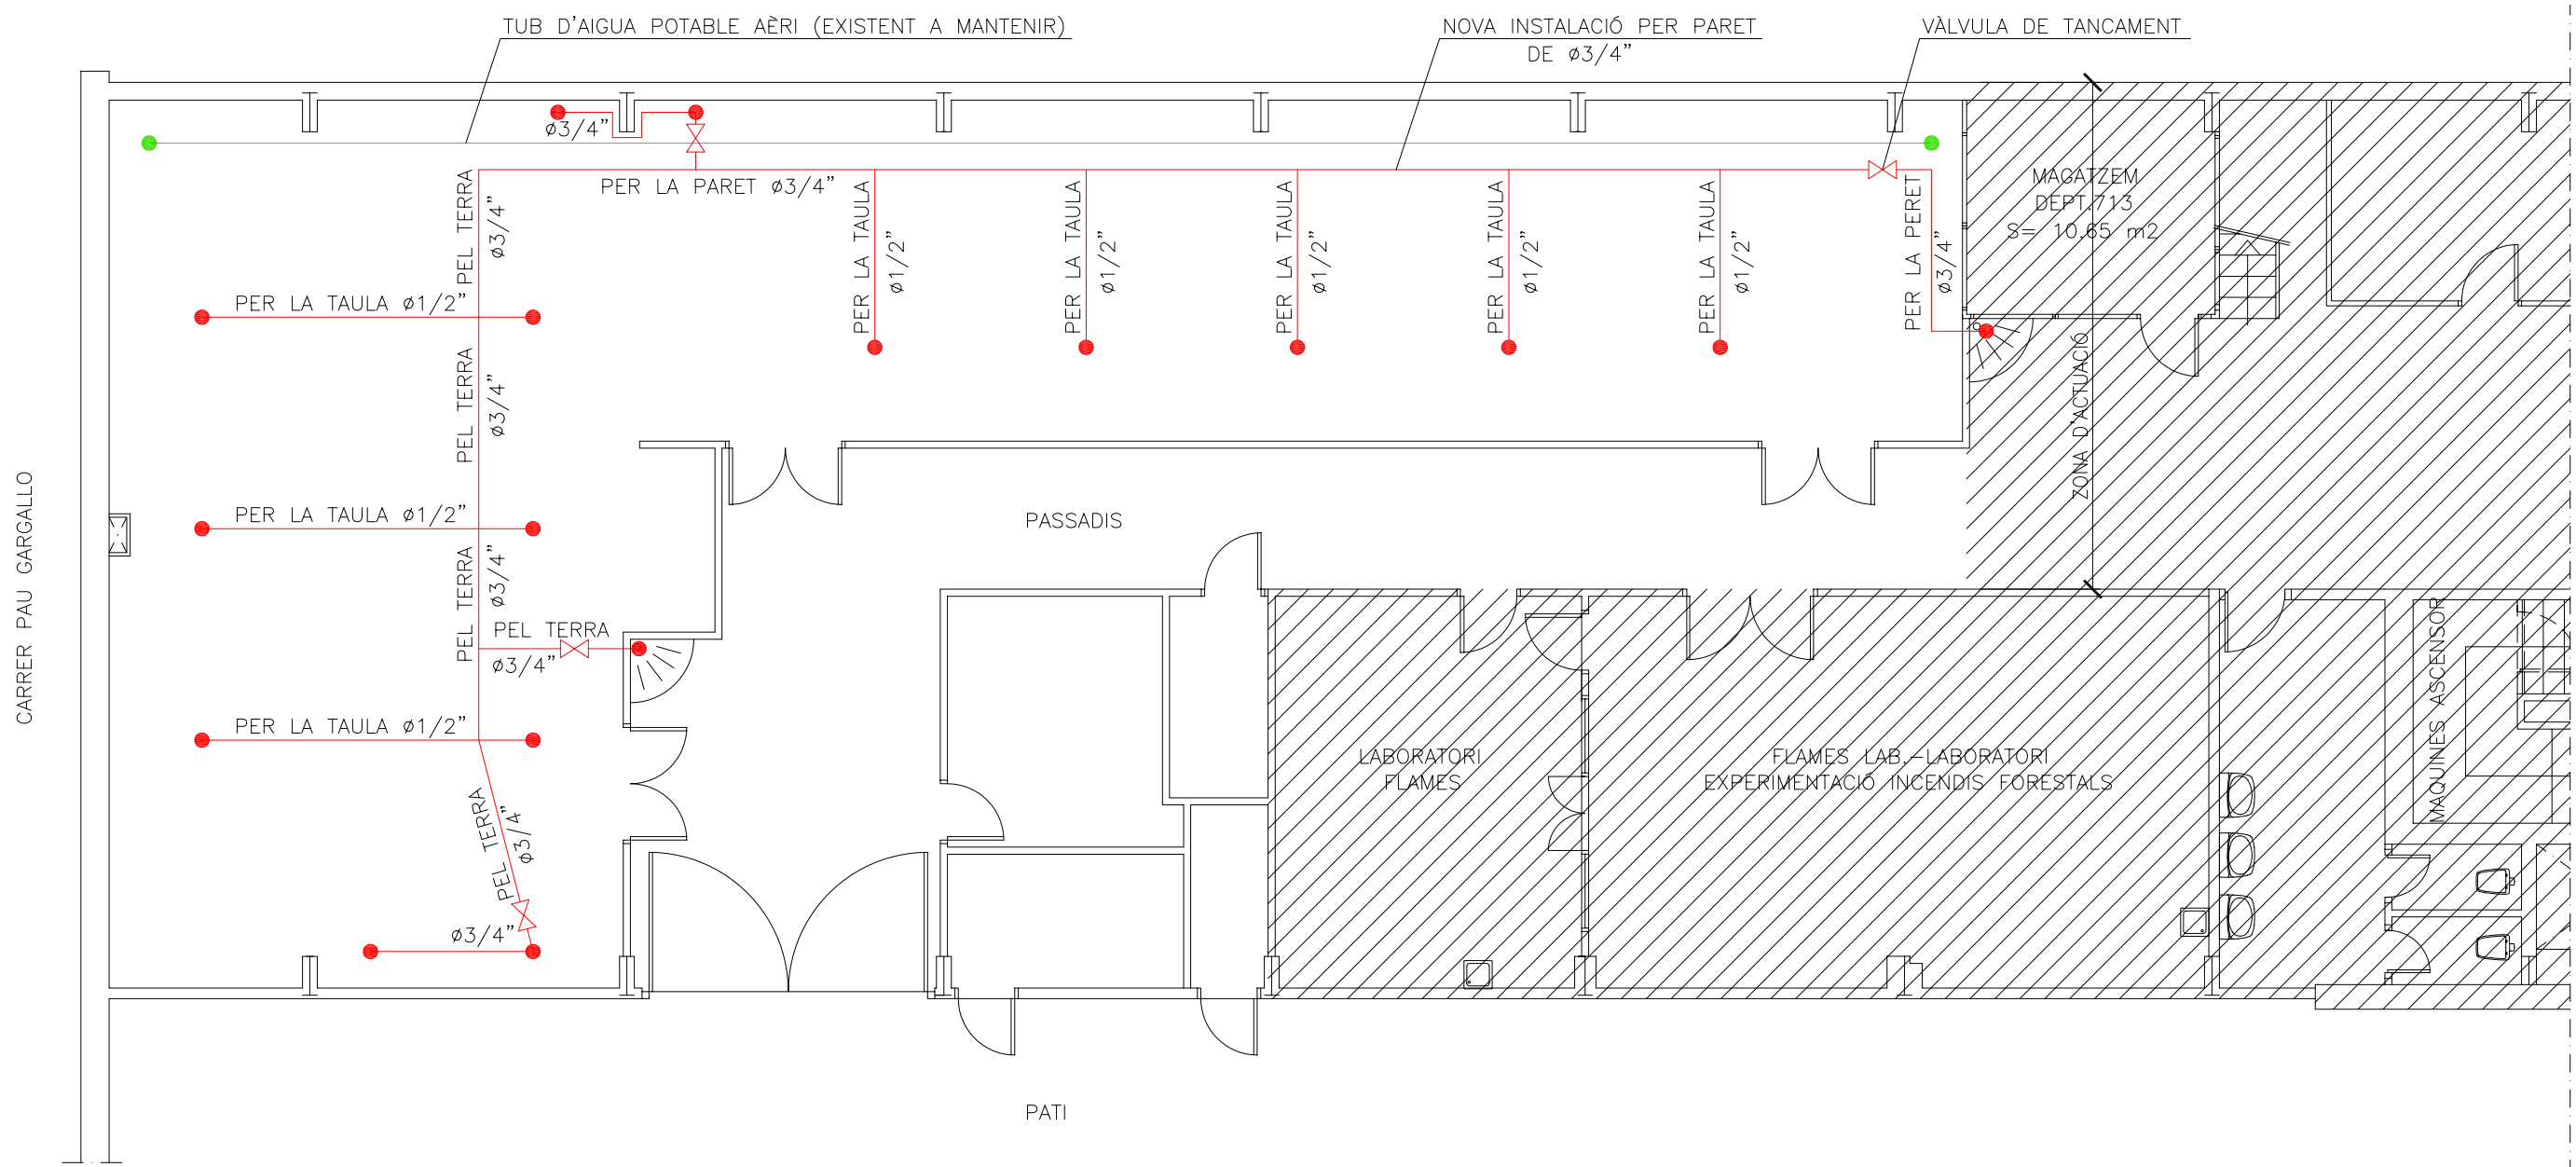 TUB D'AIGUA POTABLE AÈRI (EXISTENT A MANTENIR)
NOVA INSTALACIÓ PER PARET
DE ø3/4"
VÀLVULA DE TANCAMENT
ø3/4"
PER LA PARET ø3/4"
PEL TERRA
ø3/4"
PER LA TAULA
ø1/2"
PER LA TAULA
ø1/2"
PER LA TAULA
ø1/2"
PER LA TAULA
ø1/2"
PER LA TAULA
ø1/2"
PER LA PERET
ø3/4"
MAGATZEM
DEPT.713
S= 10.65 m2
PER LA TAULA ø1/2"
PEL TERRA
ø3/4"
ZONA D'ACTUACIÓ
PER LA TAULA ø1/2"
PASSADIS
CARRER PAU GARGALLO
PEL TERRA
ø3/4"
PEL TERRA
ø3/4"
PER LA TAULA ø1/2"
LABORATORI
FLAMES
FLAMES LAB.-LABORATORI
EXPERIMENTACIÓ INCENDIS FORESTALS
MAQUINES ASCENSOR
PEL TERRA
ø3/4"
ø3/4"
PATI